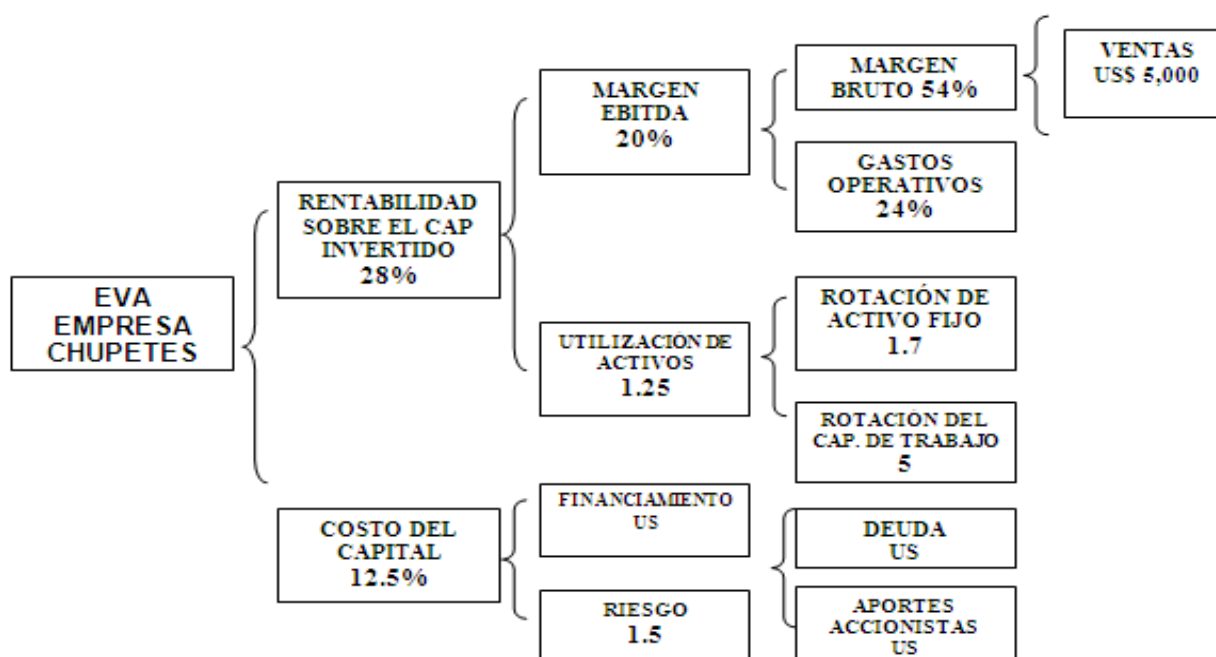 EVA
EMPRESA
CHUPETES
RENTABILIDAD
SOBRE EL CAP
INVERTIDO
28%
COSTO DEL
CAPITAL
12.5%
MARGEN
EBITDA
20%
UTILIZACIÓN DE
ACTIVOS
1.25
FINANCIAMIENTO
US
RIESGO
1.5
MARGEN
BRUTO 54%
GASTOS
OPERATIVOS
24%
ROTACIÓN DE
ACTIVO FIJO
1.7
ROTACIÓN DEL
CAP. DE TRABAJO
5
DEUDA
US
APORTES
ACCIONISTAS
US
VENTAS
US$ 5,000